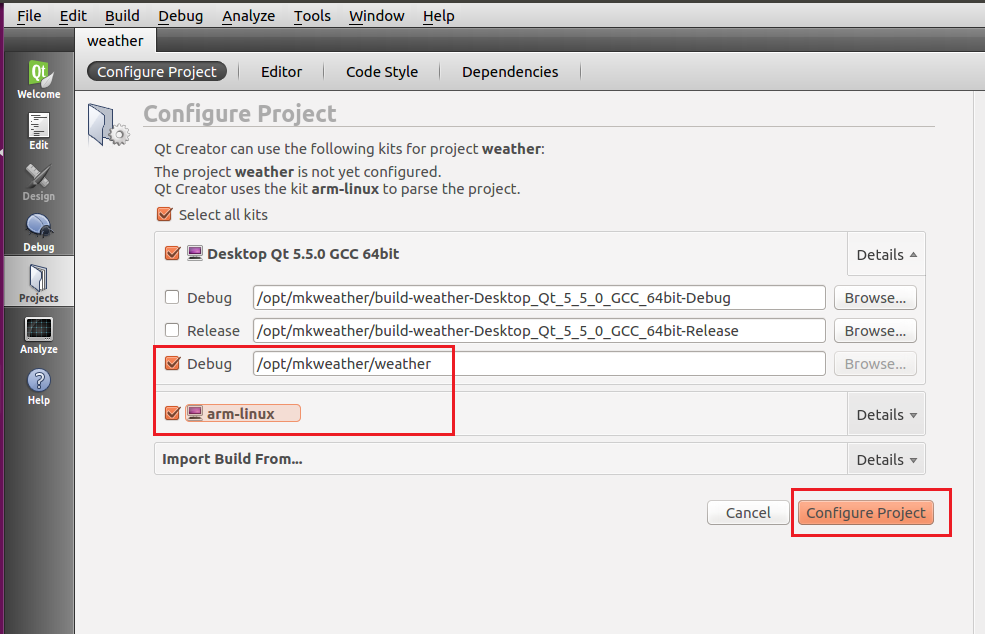 File Edit Build Debug Analyze Tools Window Help
weather
Configure Project Editor Code Style Dependencies
Qt
Welcome
Edit
Design
Debug
Projects
Analyze
?
Help
Configure Project
Qt Creator can use the following kits for project weather:
The project weather is not yet configured.
Qt Creator uses the kit arm-linux to parse the project.
Select all kits
Desktop Qt 5.5.0 GCC 64bit Details
Debug /opt/mkweather/build-weather-Desktop_Qt_5_5_0_GCC_64bit-Debug Browse...
Release /opt/mkweather/build-weather-Desktop_Qt_5_5_0_GCC_64bit-Release Browse...
Debug /opt/mkweather/weather Browse...
arm-linux Details
Import Build From... Details
Cancel Configure Project